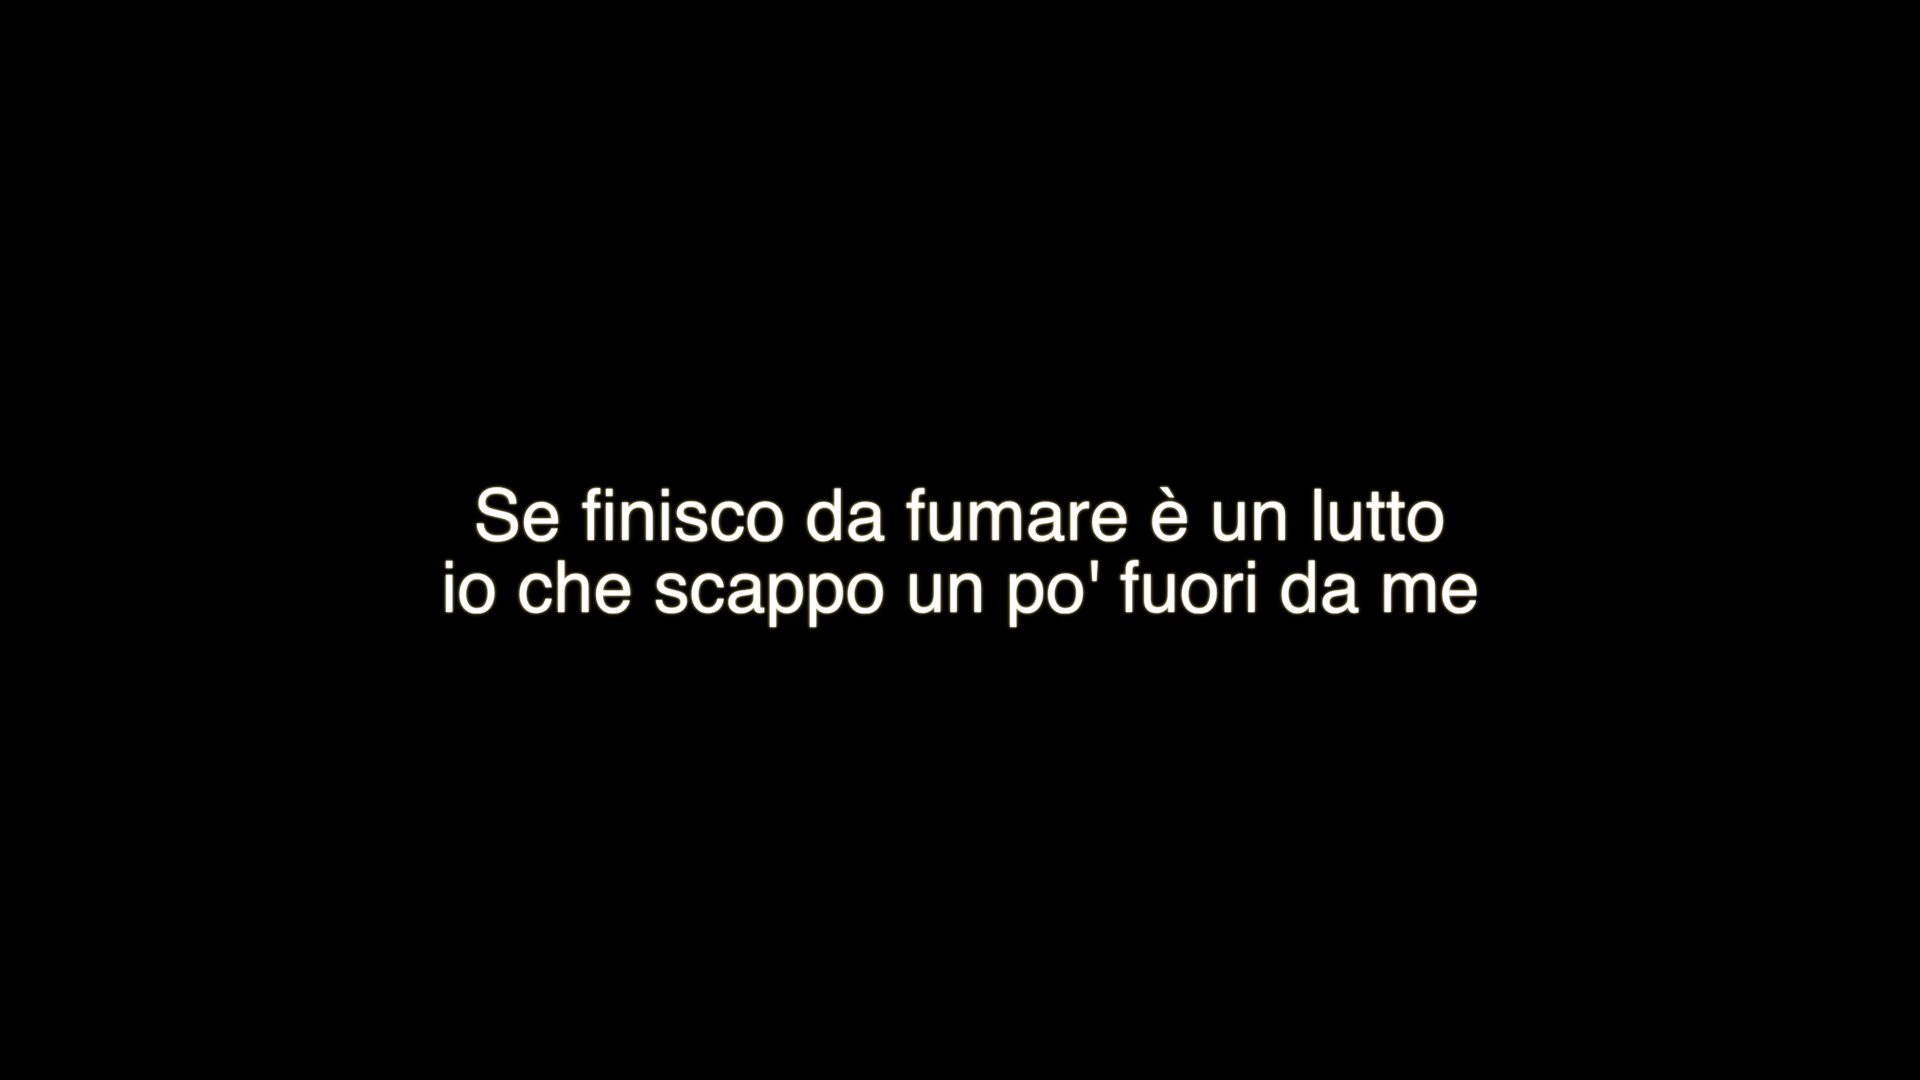 Se finisco da fumare è un lutto
io che scappo un po' fuori da me